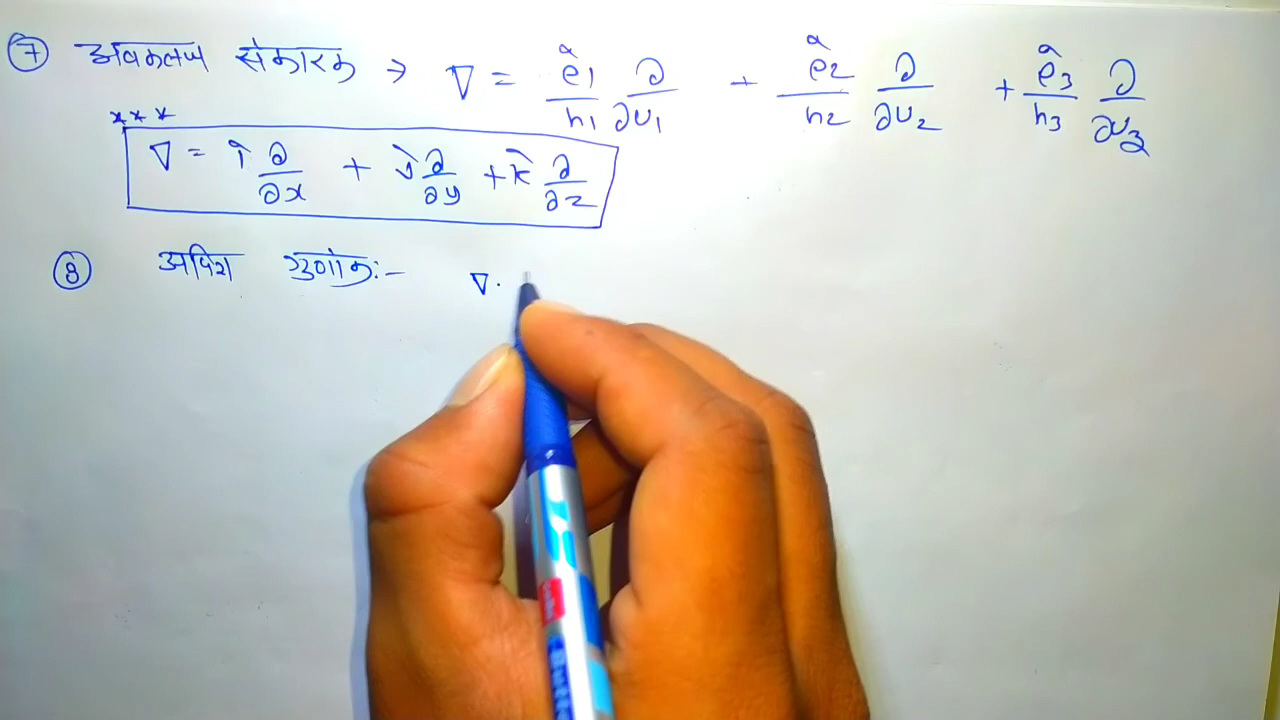 ⑦ अवकलज संकारक → ∇ = ê₁/h₁ ∂/∂u₁ + ê₂/h₂ ∂/∂u₂ + ê₃/h₃ ∂/∂u₃
***
∇ = î ∂/∂x + ĵ ∂/∂y + k̂ ∂/∂z
⑧ अदिश गुणांक:- ∇.